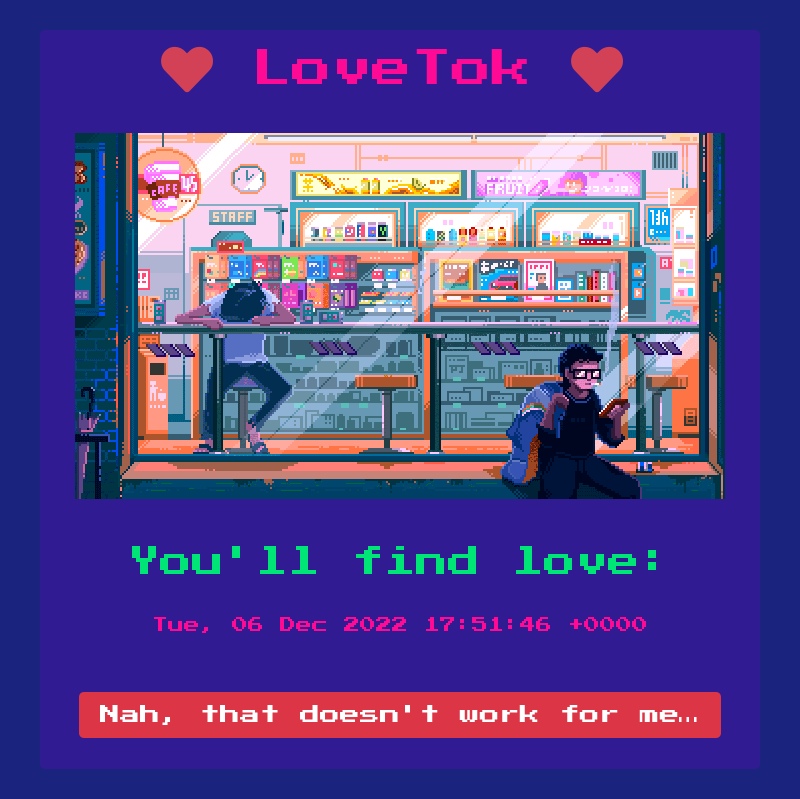 LoveTok
CAFE
45
STAFF
FRUIT
You'll find love:
Tue, 06 Dec 2022 17:51:46 +0000
Nah, that doesn't work for me…